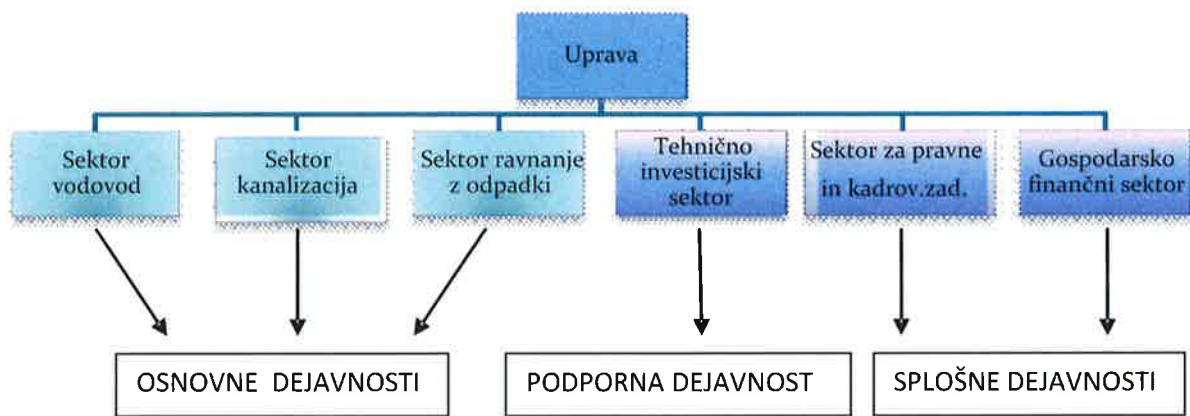 Uprava
Sektor
vodovod
Sektor
kanalizacija
Sektor ravnanje
z odpadki
Tehnično
investicijski
sektor
Sektor za pravne
in kadrov.zad.
Gospodarsko
finančni sektor
OSNOVNE DEJAVNOSTI
PODPORNA DEJAVNOST
SPLOŠNE DEJAVNOSTI